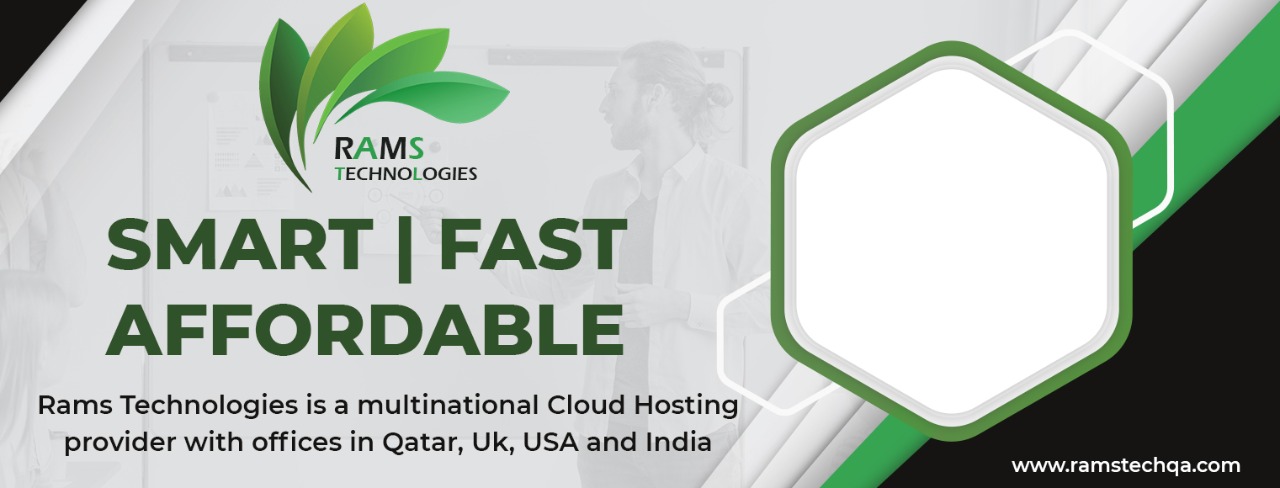 RAMS
TECHNOLOGIES
SMART | FAST
AFFORDABLE
Rams Technologies is a multinational Cloud Hosting
provider with offices in Qatar, Uk, USA and India
www.ramstechqa.com